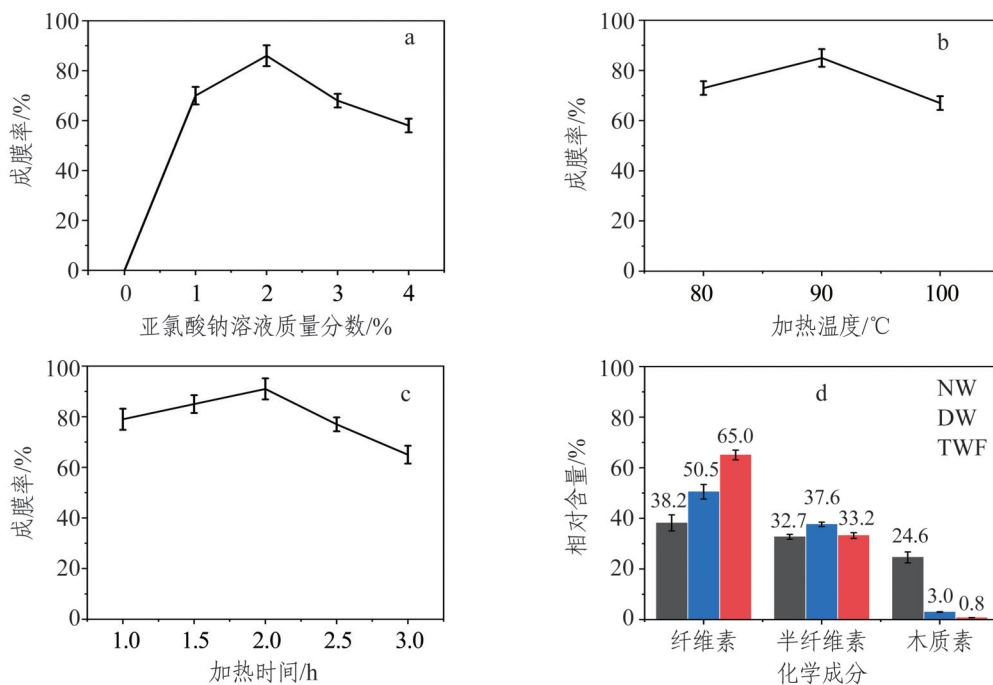 a
成膜率/%
100
80
60
40
20
0
0 1 2 3 4
亚氯酸钠溶液质量分数/%
b
成膜率/%
100
80
60
40
20
0
80 90 100
加热温度/℃
c
成膜率/%
100
80
60
40
20
0
1.0 1.5 2.0 2.5 3.0
加热时间/h
d
NW
DW
TWF
相对含量/%
100
80
60
40
20
0
38.2 50.5 65.0
32.7 37.6 33.2
24.6 3.0 0.8
纤维素 半纤维素 木质素
化学成分